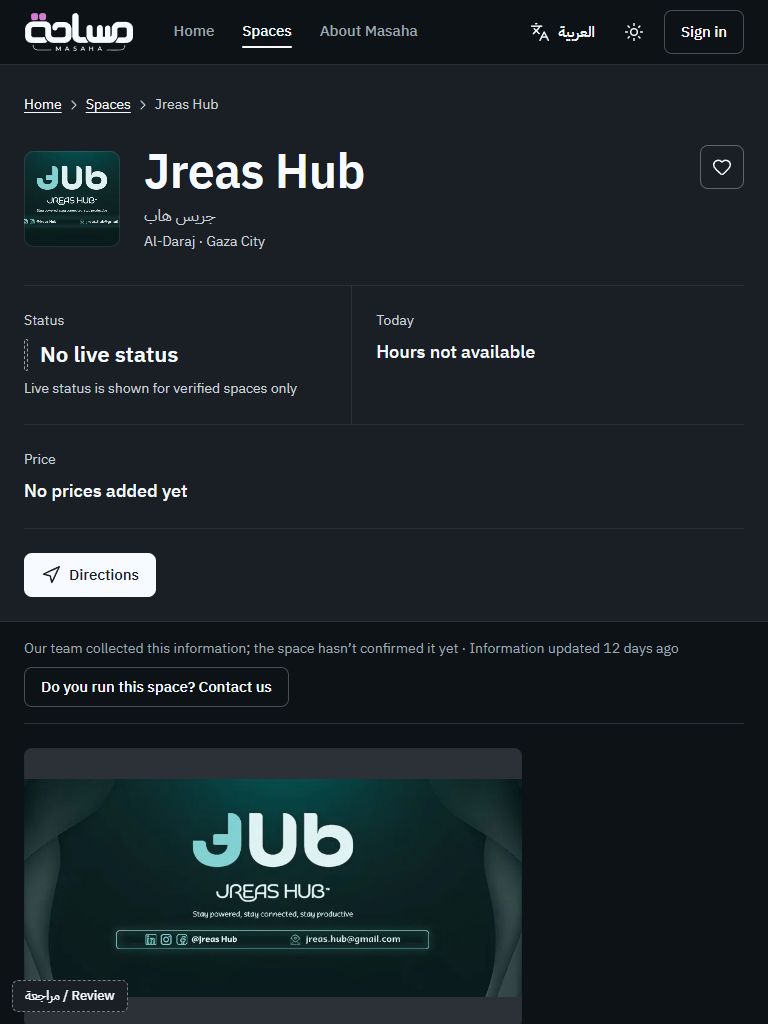 مساحة
MASAHA
Home
Spaces
About Masaha
العربية
Sign in
Home > Spaces > Jreas Hub
JUb
JREAS HUB
Jreas Hub
جريس هاب
Al-Daraj · Gaza City
Status
No live status
Live status is shown for verified spaces only
Today
Hours not available
Price
No prices added yet
Directions
Our team collected this information; the space hasn’t confirmed it yet · Information updated 12 days ago
Do you run this space? Contact us
JUb
JREAS HUB™
Stay powered, stay connected, stay productive
@Jreas Hub
jreas.hub@gmail.com
مراجعة / Review